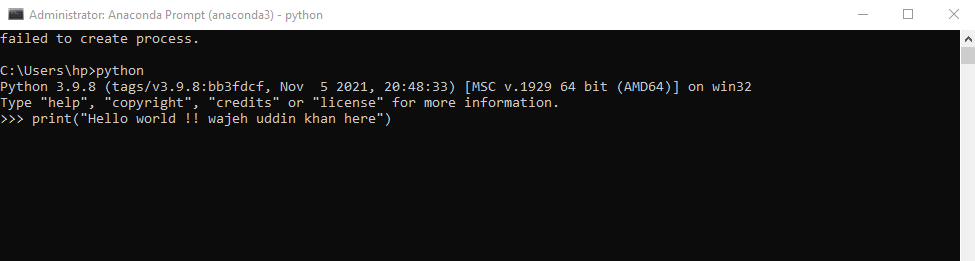 Administrator: Anaconda Prompt (anaconda3) - python
failed to create process.
C:\Users\hp>python
Python 3.9.8 (tags/v3.9.8:bb3fdcf, Nov  5 2021, 20:48:33) [MSC v.1929 64 bit (AMD64)] on win32
Type "help", "copyright", "credits" or "license" for more information.
>>> print("Hello world !! wajeh uddin khan here")